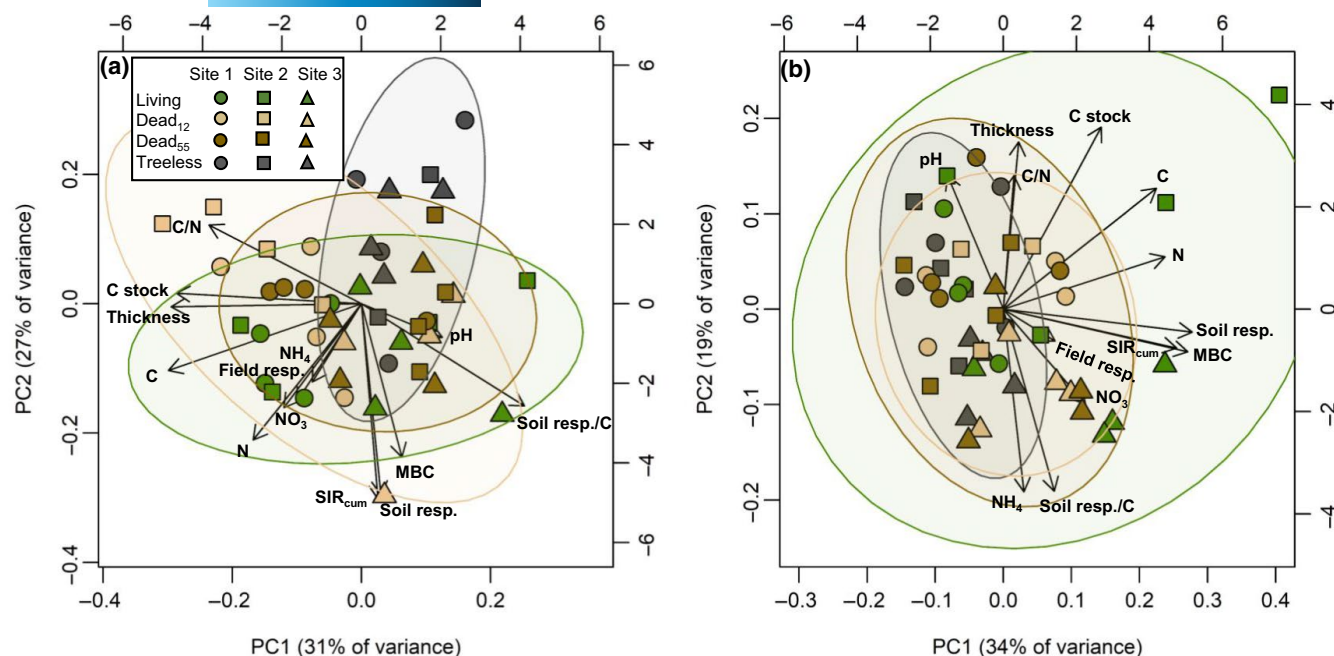 −6 −4 −2 0 2 4 6
(a)
Site 1 Site 2 Site 3
Living
Dead12
Dead55
Treeless
C/N
C stock
Thickness
C
NH4
Field resp.
NO3
N
pH
Soil resp./C
MBC
SIRcum
Soil resp.
0.2
0.0
−0.2
−0.4
6
4
2
0
−2
−4
−6
−0.4 −0.2 0.0 0.2
PC1 (31% of variance)
PC2 (27% of variance)
−6 −4 −2 0 2 4 6
(b)
C stock
Thickness
pH
C/N
C
N
Soil resp.
SIRcum
MBC
Field resp.
NO3
NH4
Soil resp./C
0.2
0.1
0.0
−0.1
−0.2
4
2
0
−2
−4
−0.3 −0.2 −0.1 0.0 0.1 0.2 0.3 0.4
PC1 (34% of variance)
PC2 (19% of variance)